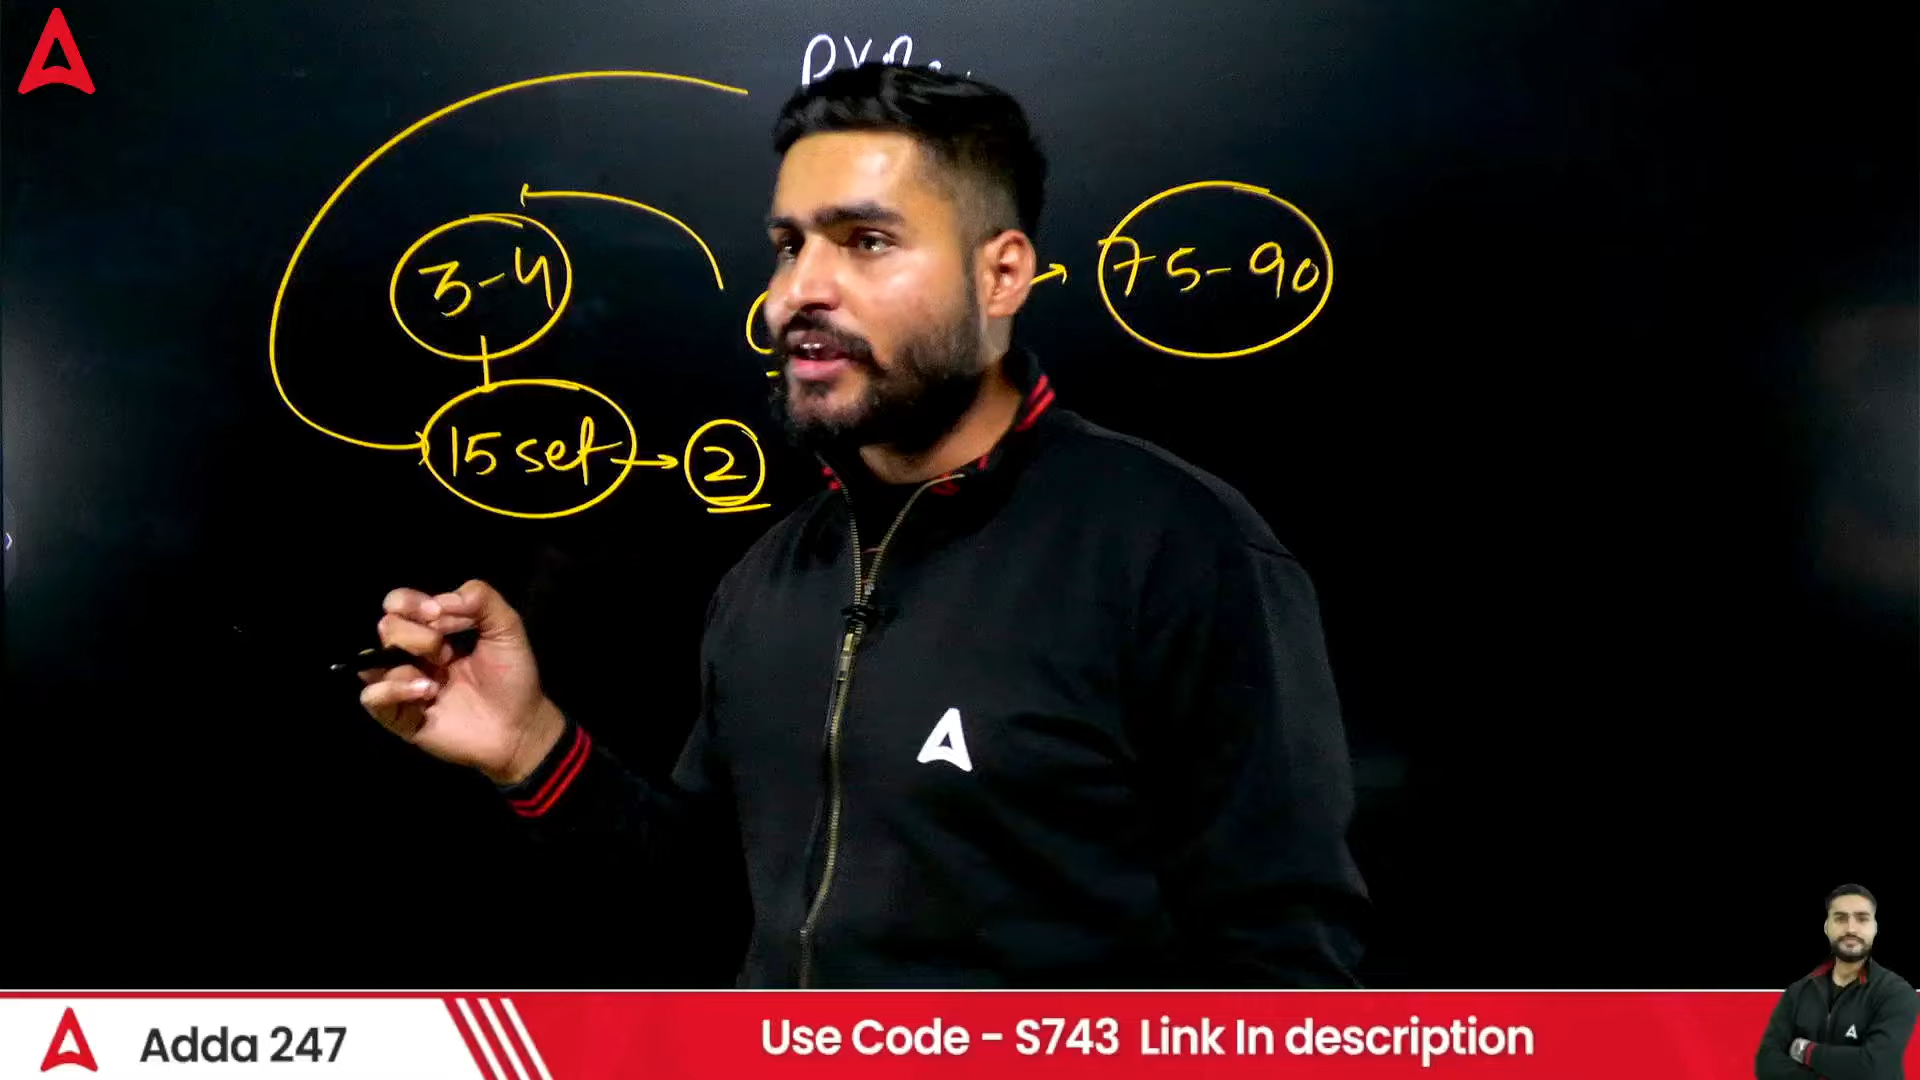 3-4
75-90
15 set
2
Adda 247
Use Code - S743 Link In description